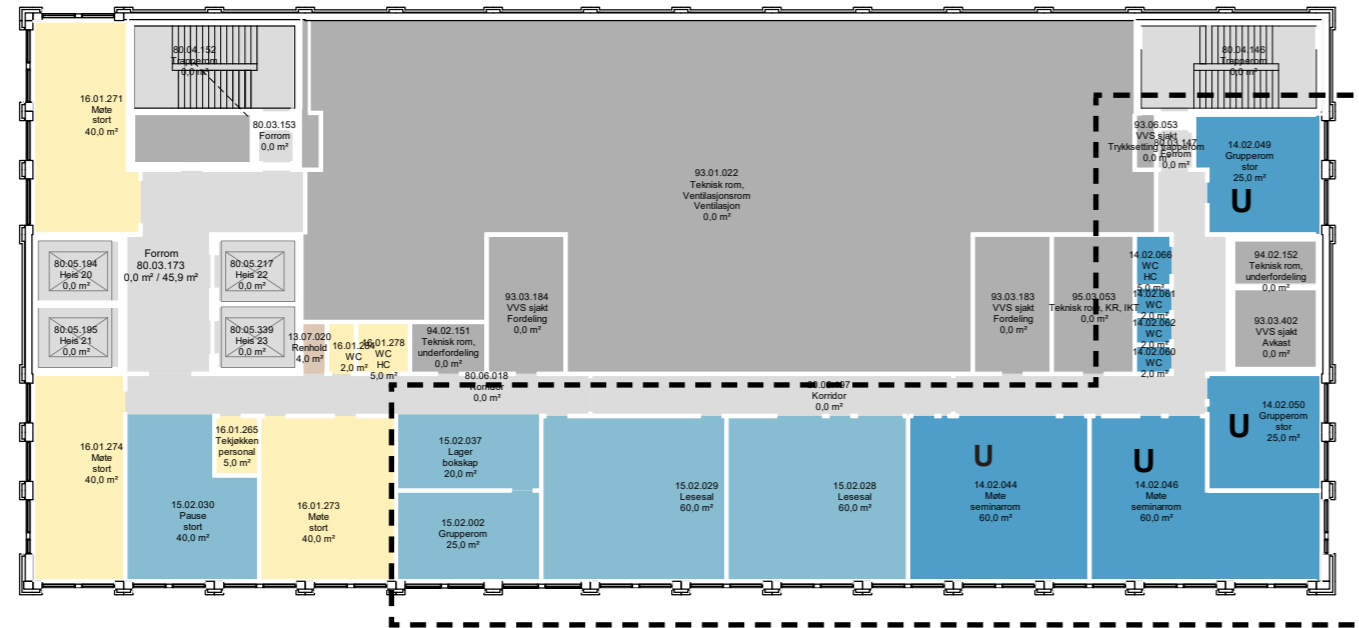 80.04.152
Trapperom
0,0 m²
80.04.146
Trapperom
0,0 m²
16.01.271
Møte
stort
40,0 m²
80.03.153
Forrom
0,0 m²
93.06.053
VVS sjakt
Trykksetting trapperom
0,0 m²
80.03.147
Forrom
0,0 m²
14.02.049
Grupperom
stor
25,0 m²
U
93.01.022
Teknisk rom,
Ventilasjonsrom
Ventilasjon
0,0 m²
Forrom
80.03.173
0,0 m² / 45,9 m²
80.05.194
Heis 20
0,0 m²
80.05.217
Heis 22
0,0 m²
14.02.066
WC
HC
5,0 m²
94.02.152
Teknisk rom,
underfordeling
0,0 m²
80.05.195
Heis 21
0,0 m²
80.05.339
Heis 23
0,0 m²
93.03.184
VVS sjakt
Fordeling
0,0 m²
93.03.183
VVS sjakt
Fordeling
0,0 m²
95.03.053
Teknisk rom, KR, IKT
0,0 m²
14.02.061
WC
2,0 m²
14.02.062
WC
2,0 m²
14.02.060
WC
2,0 m²
93.03.402
VVS sjakt
Avkast
0,0 m²
13.07.020
Renhold
4,0 m²
WC
2,0 m²
16.01.278
WC
HC
5,0 m²
94.02.151
Teknisk rom,
underfordeling
0,0 m²
80.06.018
Korridor
0,0 m²
Korridor
0,0 m²
14.02.050
Grupperom
stor
25,0 m²
U
16.01.274
Møte
stort
40,0 m²
16.01.265
Tekjøkken
personal
5,0 m²
15.02.037
Lager
bokskap
20,0 m²
15.02.030
Pause
stort
40,0 m²
16.01.273
Møte
stort
40,0 m²
15.02.002
Grupperom
25,0 m²
15.02.029
Lesesal
60,0 m²
15.02.028
Lesesal
60,0 m²
U
14.02.044
Møte
seminarrom
60,0 m²
U
14.02.046
Møte
seminarrom
60,0 m²